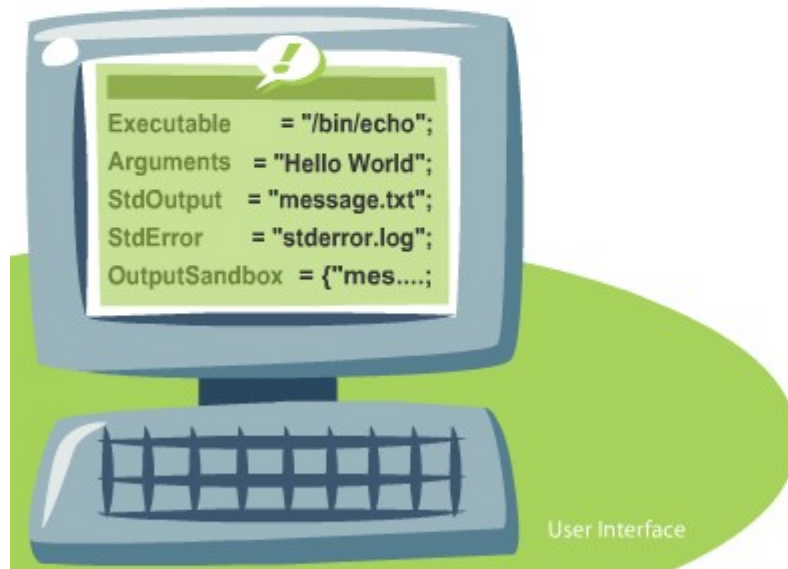 !
Executable = "/bin/echo";
Arguments = "Hello World";
StdOutput = "message.txt";
StdError = "stderror.log";
OutputSandbox = {"mes....;
User Interface